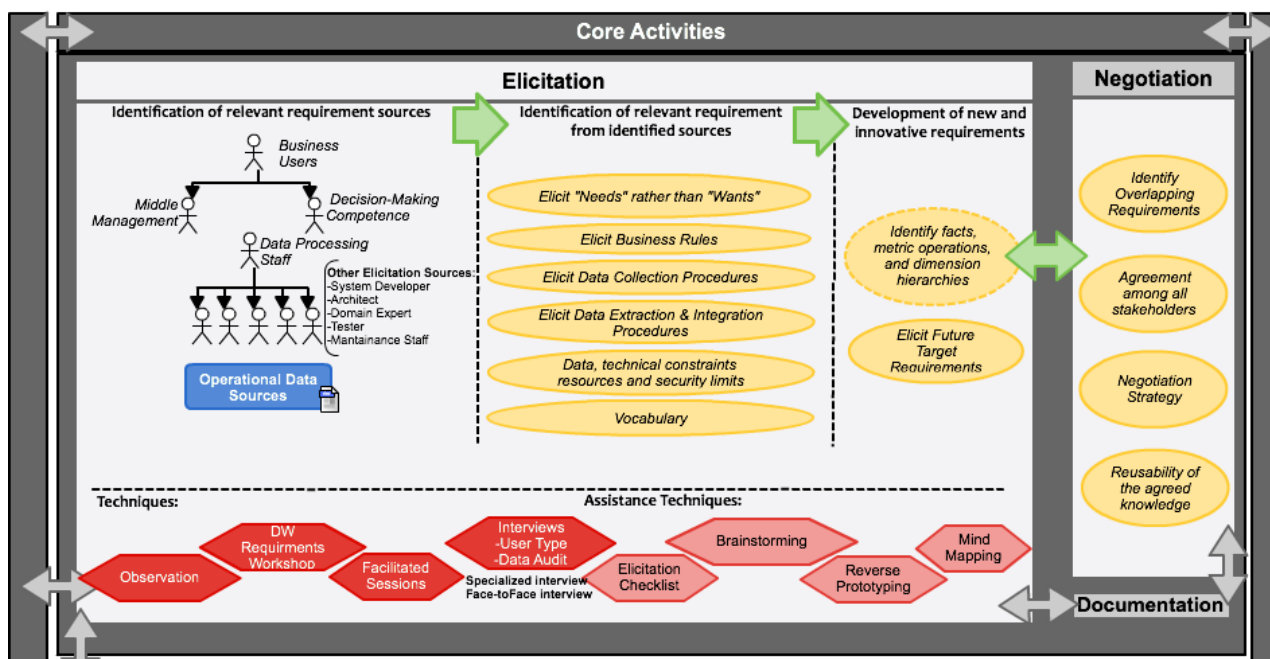 Core Activities
Elicitation
Negotiation
Identification of relevant requirement sources
Identification of relevant requirement
from identified sources
Development of new and
innovative requirements
Business
Users
Middle
Management
Decision-Making
Competence
Data Processing
Staff
Other Elicitation Sources:
-System Developer
-Architect
-Domain Expert
-Tester
-Mantainance Staff
Operational Data
Sources
Elicit "Needs" rather than "Wants"
Elicit Business Rules
Elicit Data Collection Procedures
Elicit Data Extraction & Integration
Procedures
Data, technical constraints
resources and security limits
Vocabulary
Identify facts,
metric operations,
and dimension
hierarchies
Elicit Future
Target
Requirements
Identify
Overlapping
Requirements
Agreement
among all
stakeholders
Negotiation
Strategy
Reusability of
the agreed
knowledge
Techniques:
Assistance Techniques:
Observation
DW
Requirments
Workshop
Facilitated
Sessions
Interviews
-User Type
-Data Audit
Specialized interview
Face-toFace interview
Elicitation
Checklist
Brainstorming
Reverse
Prototyping
Mind
Mapping
Documentation